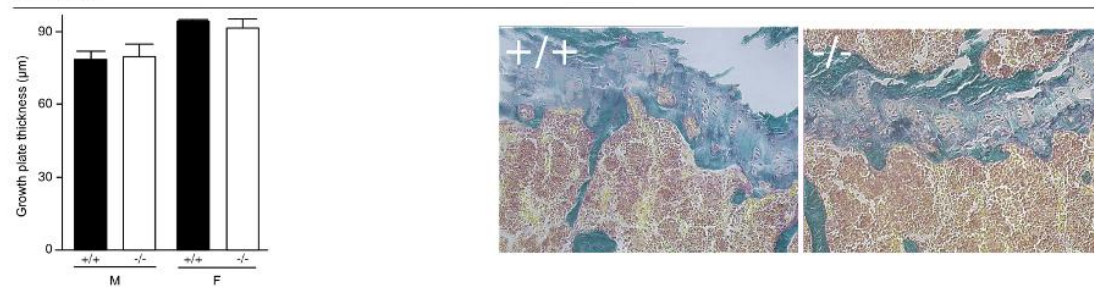 Growth plate thickness (µm)
90
60
30
0
+/+ -/- +/+ -/-
M F
+/+
-/-